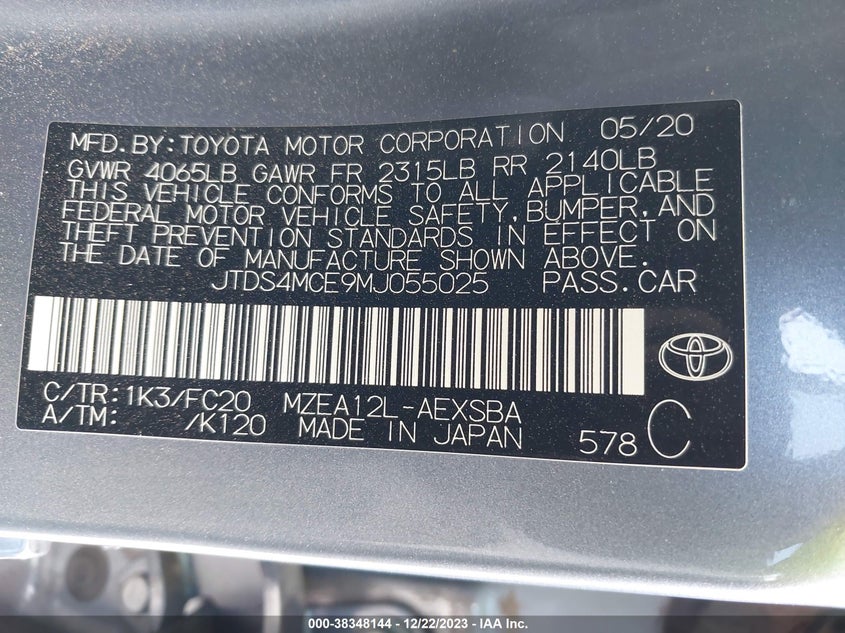 MFD.BY:TOYOTA MOTOR CORPORATION 05/20
GVWR 4065LB GAWR FR 2315LB RR 2140LB
THIS VEHICLE CONFORMS TO ALL APPLICABLE
FEDERAL MOTOR VEHICLE SAFETY,BUMPER,AND
THEFT PREVENTION STANDARDS IN EFFECT ON
THE DATE OF MANUFACTURE SHOWN ABOVE.
JTDS4MCE9MJ055025 PASS.CAR
C/TR:1K3/FC20 MZEA12L-AEXSBA
A/TM: /K120 MADE IN JAPAN 578 C
000-38348144 - 12/22/2023 - IAA Inc.